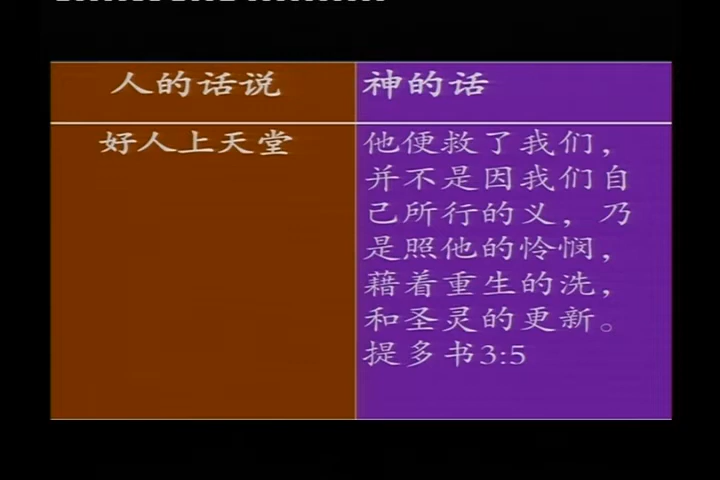 人的话说
神的话
好人上天堂
他便救了我们，
并不是因我们自
己所行的义，乃
是照他的怜悯，
藉着重生的洗，
和圣灵的更新。
提多书3:5